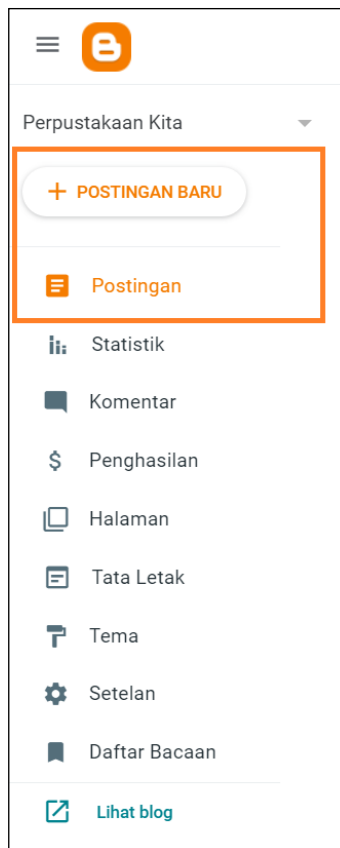 Perpustakaan Kita
+ POSTINGAN BARU
Postingan
Statistik
Komentar
Penghasilan
Halaman
Tata Letak
Tema
Setelan
Daftar Bacaan
Lihat blog